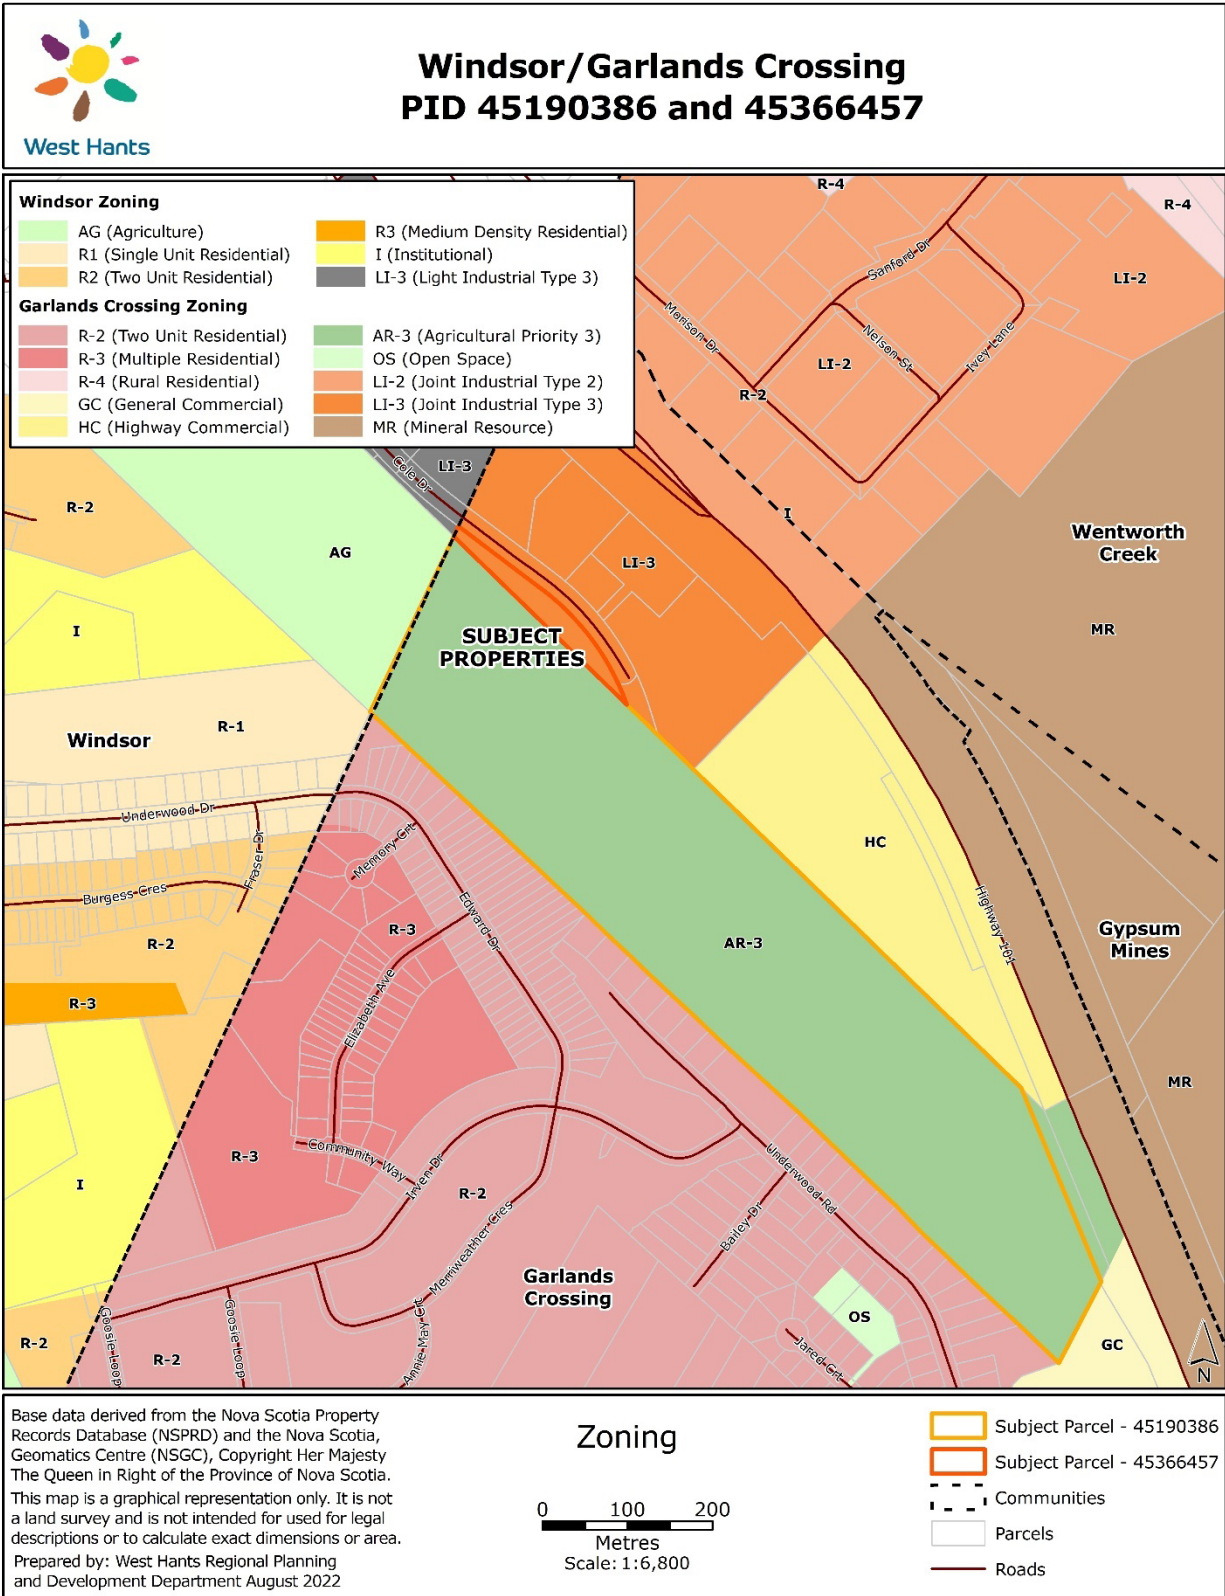 West Hants
Windsor/Garlands Crossing
PID 45190386 and 45366457
Windsor Zoning
AG (Agriculture)
R1 (Single Unit Residential)
R2 (Two Unit Residential)
R3 (Medium Density Residential)
I (Institutional)
LI-3 (Light Industrial Type 3)
Garlands Crossing Zoning
R-2 (Two Unit Residential)
R-3 (Multiple Residential)
R-4 (Rural Residential)
GC (General Commercial)
HC (Highway Commercial)
AR-3 (Agricultural Priority 3)
OS (Open Space)
LI-2 (Joint Industrial Type 2)
LI-3 (Joint Industrial Type 3)
MR (Mineral Resource)
R-4
R-4
Sanford Dr
LI-2
Morison Dr
Nelson St
Ivey Lane
LI-2
R-2
Cole Dr
LI-3
R-2
I
AG
LI-3
Wentworth
Creek
MR
I
SUBJECT
PROPERTIES
R-1
Windsor
Underwood Dr
Fraser Dr
Memory Crt
HC
Burgess Cres
Edward Dr
Highway 101
R-3
R-2
AR-3
Gypsum
Mines
R-3
Elizabeth Ave
MR
R-3
Community Way
Irven Dr
Underwood Rd
I
R-2
Merriweather Cres
Bailey Dr
Garlands
Crossing
OS
Goosie Loop
Goosie Loop
Annie May Crt
Jared Crt
R-2
R-2
GC
N
Base data derived from the Nova Scotia Property
Records Database (NSPRD) and the Nova Scotia,
Geomatics Centre (NSGC), Copyright Her Majesty
The Queen in Right of the Province of Nova Scotia.
This map is a graphical representation only. It is not
a land survey and is not intended for used for legal
descriptions or to calculate exact dimensions or area.
Prepared by: West Hants Regional Planning
and Development Department August 2022
Zoning
0 100 200
Metres
Scale: 1:6,800
Subject Parcel - 45190386
Subject Parcel - 45366457
Communities
Parcels
Roads